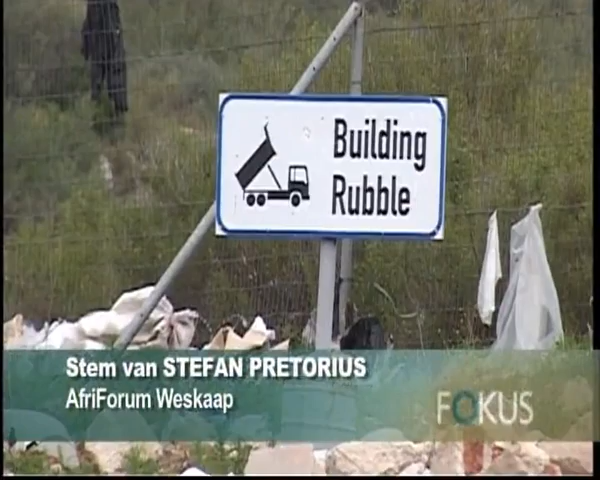 Building
Rubble
Stem van STEFAN PRETORIUS
AfriForum Weskaap
FOKUS